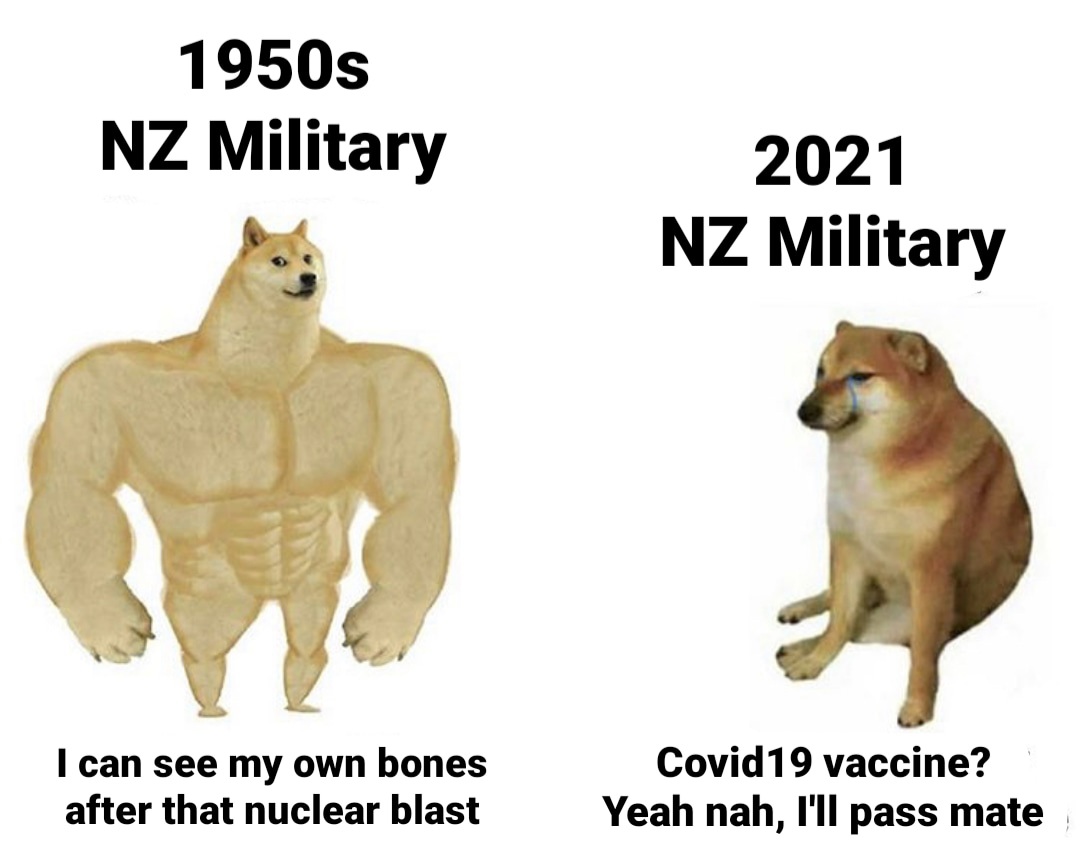 1950s
NZ Military
2021
NZ Military
I can see my own bones
after that nuclear blast
Covid19 vaccine?
Yeah nah, I'll pass mate